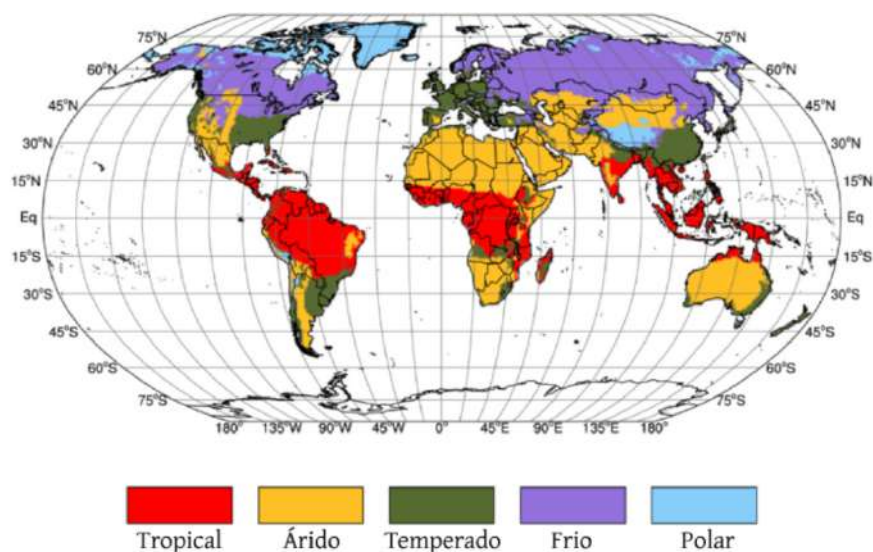 75°N
75°N
60°N
60°N
45°N
45°N
30°N
30°N
15°N
15°N
Eq
Eq
15°S
15°S
30°S
30°S
45°S
45°S
60°S
60°S
75°S
75°S
180° 135°W 90°W 45°W 0° 45°E 90°E 135°E 180°
Tropical Árido Temperado Frio Polar